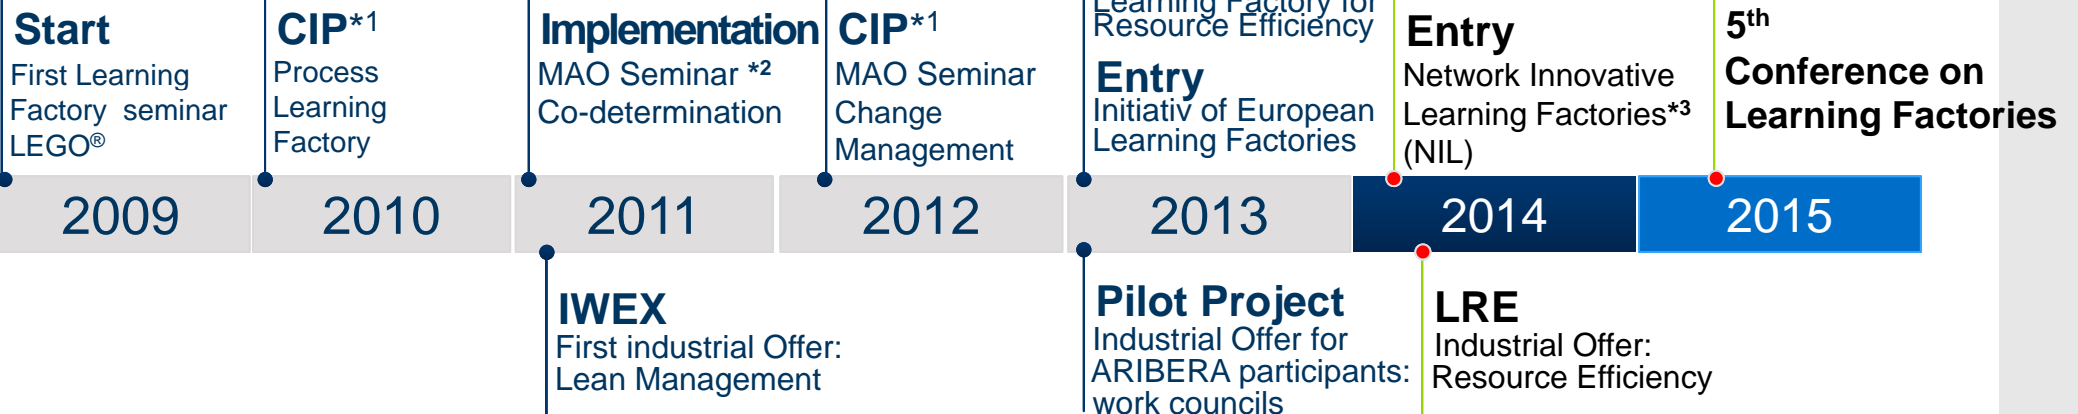 Start
First Learning
Factory seminar
LEGO®
CIP*1
Process
Learning
Factory
Implementation
MAO Seminar *2
Co-determination
CIP*1
MAO Seminar
Change
Management
Learning Factory for
Resource Efficiency
Entry
Initiativ of European
Learning Factories
Entry
Network Innovative
Learning Factories*3
(NIL)
5th
Conference on
Learning Factories
2009
2010
2011
2012
2013
2014
2015
IWEX
First industrial Offer:
Lean Management
Pilot Project
Industrial Offer for
ARIBERA participants:
work councils
LRE
Industrial Offer:
Resource Efficiency